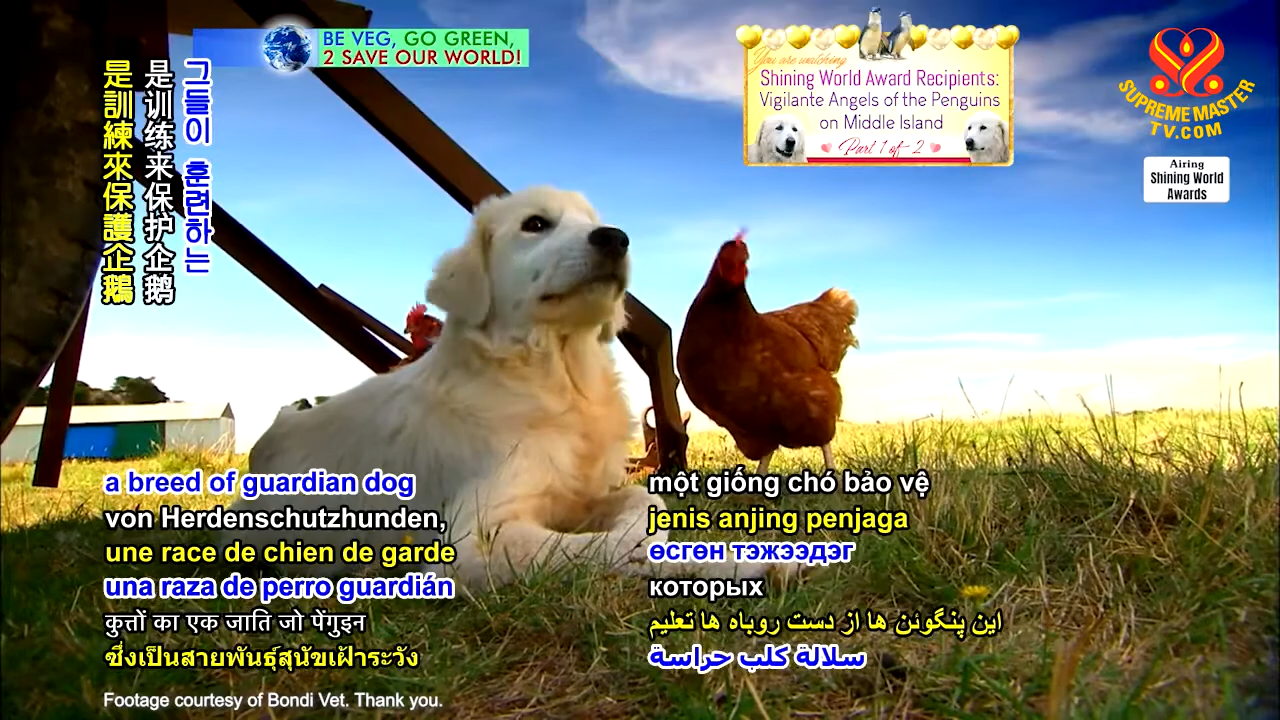 BE VEG, GO GREEN,
2 SAVE OUR WORLD!
You are watching
Shining World Award Recipients:
Vigilante Angels of the Penguins
on Middle Island
Part 1 of 2
SUPREME MASTER
TV.COM
Airing
Shining World
Awards
그들이 훈련하는
是训练来保护企鹅
是訓練來保護企鵝
a breed of guardian dog
von Herdenschutzhunden,
une race de chien de garde
una raza de perro guardián
कुत्तों का एक जाति जो पेंगुइन
ซึ่งเป็นสายพันธุ์สุนัขเฝ้าระวัง
một giống chó bảo vệ
jenis anjing penjaga
өсгөн тэжээдэг
которых
این پنگوئن ها از دست روباه ها تعلیم
سلالة كلب حراسة
Footage courtesy of Bondi Vet. Thank you.